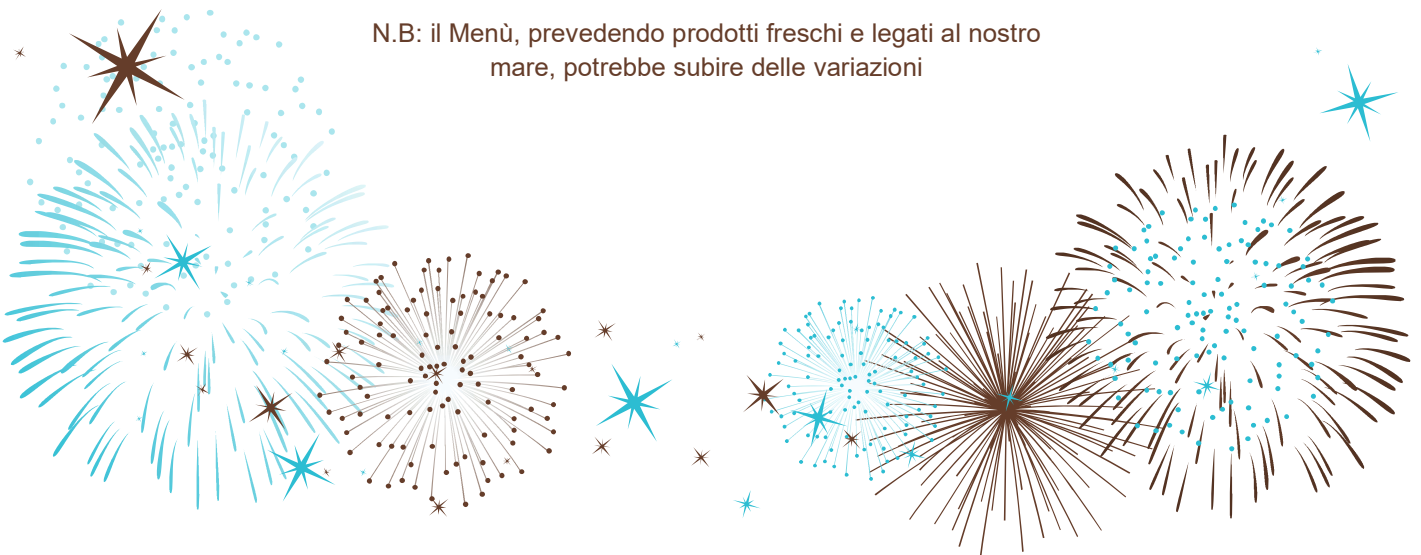 N.B: il Menù, prevedendo prodotti freschi e legati al nostro
mare, potrebbe subire delle variazioni